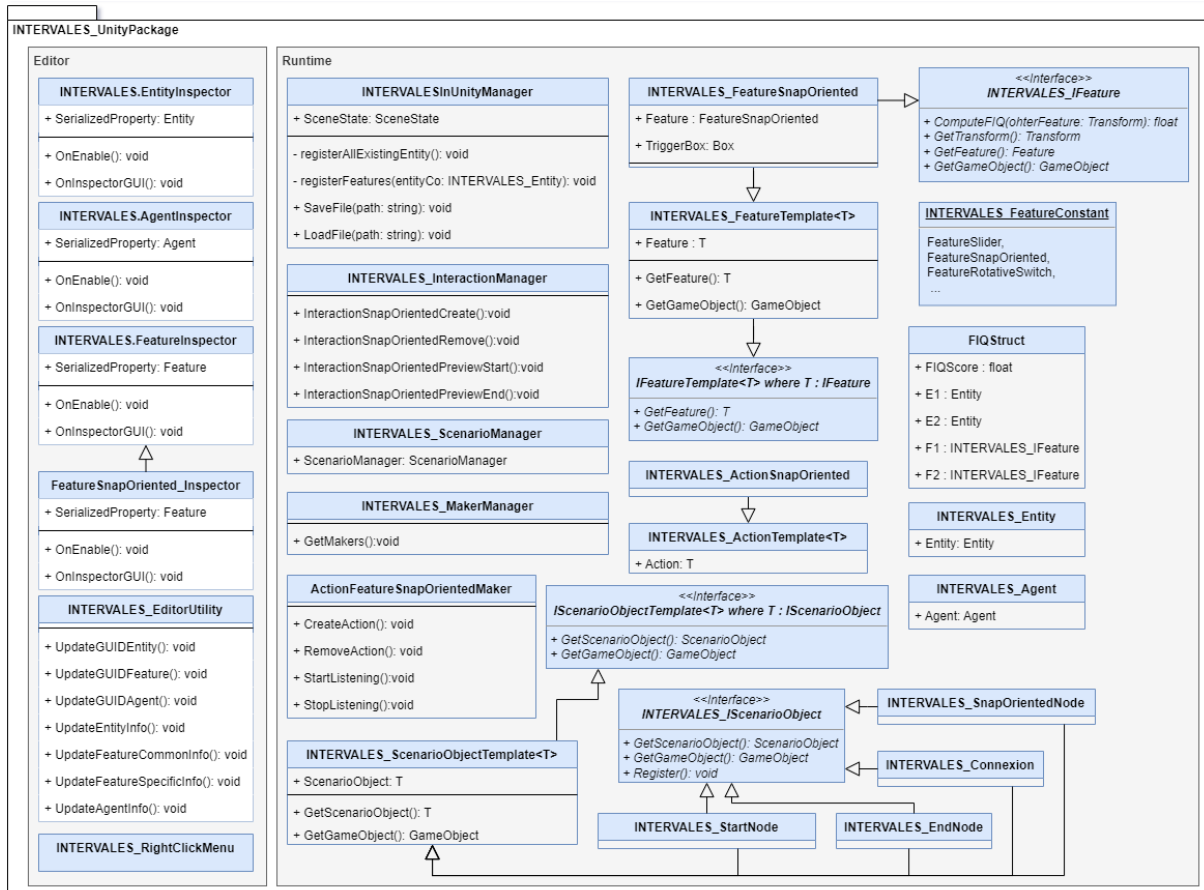 INTERVALES_UnityPackage
Editor
INTERVALES.EntityInspector
+ SerializedProperty: Entity
+ OnEnable(): void
+ OnInspectorGUI(): void
INTERVALES.AgentInspector
+ SerializedProperty: Agent
+ OnEnable(): void
+ OnInspectorGUI(): void
INTERVALES.FeatureInspector
+ SerializedProperty: Feature
+ OnEnable(): void
+ OnInspectorGUI(): void
FeatureSnapOriented_Inspector
+ SerializedProperty: Feature
+ OnEnable(): void
+ OnInspectorGUI(): void
INTERVALES_EditorUtility
+ UpdateGUIDEntity(): void
+ UpdateGUIDFeature(): void
+ UpdateGUIDAgent(): void
+ UpdateEntityInfo(): void
+ UpdateFeatureCommonInfo(): void
+ UpdateFeatureSpecificInfo(): void
+ UpdateAgentInfo(): void
INTERVALES_RightClickMenu
Runtime
INTERVALESInUnityManager
+ SceneState: SceneState
- registerAllExistingEntity(): void
- registerFeatures(entityCo: INTERVALES_Entity): void
+ SaveFile(path: string): void
+ LoadFile(path: string): void
INTERVALES_InteractionManager
+ InteractionSnapOrientedCreate():void
+ InteractionSnapOrientedRemove():void
+ InteractionSnapOrientedPreviewStart():void
+ InteractionSnapOrientedPreviewEnd():void
INTERVALES_ScenarioManager
+ ScenarioManager: ScenarioManager
INTERVALES_MakerManager
+ GetMakers():void
ActionFeatureSnapOrientedMaker
+ CreateAction(): void
+ RemoveAction(): void
+ StartListening():void
+ StopListening():void
INTERVALES_ScenarioObjectTemplate<T>
+ ScenarioObject: T
+ GetScenarioObject(): T
+ GetGameObject(): GameObject
INTERVALES_FeatureSnapOriented
+ Feature : FeatureSnapOriented
+ TriggerBox: Box
INTERVALES_FeatureTemplate<T>
+ Feature : T
+ GetFeature(): T
+ GetGameObject(): GameObject
<<Interface>>
IFeatureTemplate<T> where T : IFeature
+ GetFeature(): T
+ GetGameObject(): GameObject
INTERVALES_ActionSnapOriented
INTERVALES_ActionTemplate<T>
+ Action: T
<<Interface>>
IScenarioObjectTemplate<T> where T : IScenarioObject
+ GetScenarioObject(): ScenarioObject
+ GetGameObject(): GameObject
<<Interface>>
INTERVALES_IScenarioObject
+ GetScenarioObject(): ScenarioObject
+ GetGameObject(): GameObject
+ Register(): void
INTERVALES_StartNode
INTERVALES_EndNode
<<Interface>>
INTERVALES_IFeature
+ ComputeFIQ(ohterFeature: Transform): float
+ GetTransform(): Transform
+ GetFeature(): Feature
+ GetGameObject(): GameObject
INTERVALES_FeatureConstant
FeatureSlider,
FeatureSnapOriented,
FeatureRotativeSwitch,
...
FIQStruct
+ FIQScore : float
+ E1 : Entity
+ E2 : Entity
+ F1 : INTERVALES_IFeature
+ F2 : INTERVALES_IFeature
INTERVALES_Entity
+ Entity: Entity
INTERVALES_Agent
+ Agent: Agent
INTERVALES_SnapOrientedNode
INTERVALES_Connexion